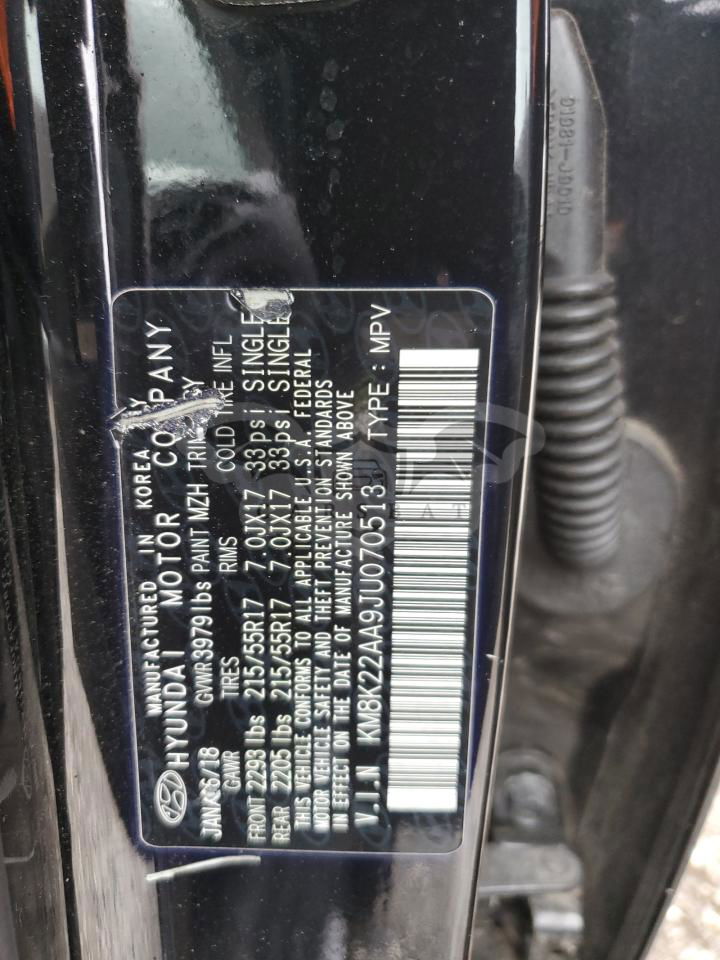 MANUFACTURED IN KOREA BY
HYUNDAI MOTOR COMPANY
JAN/ /18 GVWR 3979 lbs PAINT MZH TRIM
GAWR TIRES RIMS COLD TIRE INFL
FRONT 2293 lbs 215/55R17 7.0JX17 33psi SINGLE
REAR 2205 lbs 215/55R17 7.0JX17 33psi SINGLE
THIS VEHICLE CONFORMS TO ALL APPLICABLE U.S.A. FEDERAL
MOTOR VEHICLE SAFETY AND THEFT PREVENTION STANDARDS
IN EFFECT ON THE DATE OF MANUFACTURE SHOWN ABOVE
V.I.N KM8K22AA9JU070513 TYPE : MPV